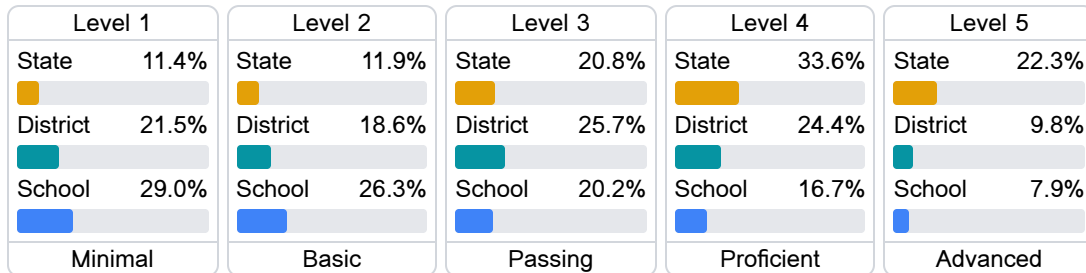 Level 1
State 11.4%
District 21.5%
School 29.0%
Minimal
Level 2
State 11.9%
District 18.6%
School 26.3%
Basic
Level 3
State 20.8%
District 25.7%
School 20.2%
Passing
Level 4
State 33.6%
District 24.4%
School 16.7%
Proficient
Level 5
State 22.3%
District 9.8%
School 7.9%
Advanced